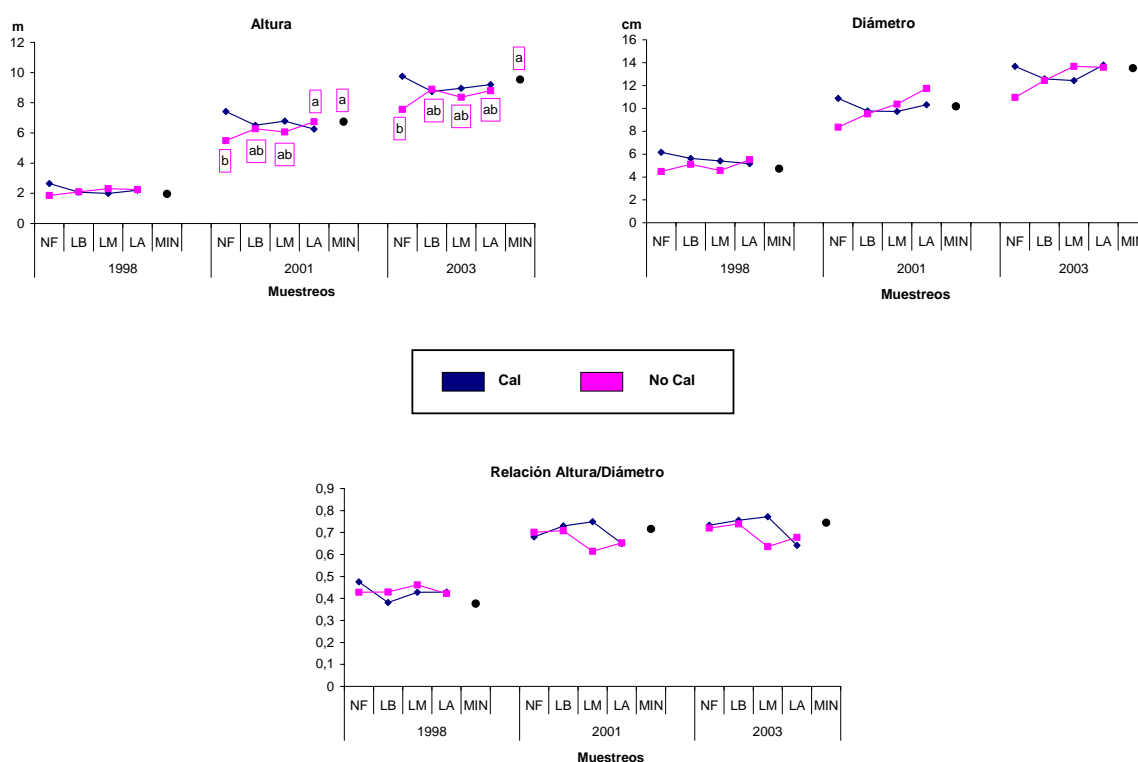 Altura
m
12
10
8
6
4
2
0
a
a
b
ab
ab
a
b
ab
ab
ab
NF LB LM LA MIN NF LB LM LA MIN NF LB LM LA MIN
1998 2001 2003
Muestreos
Diámetro
cm
16
14
12
10
8
6
4
2
0
NF LB LM LA MIN NF LB LM LA MIN NF LB LM LA MIN
1998 2001 2003
Muestreos
Cal No Cal
Relación Altura/Diámetro
0,9
0,8
0,7
0,6
0,5
0,4
0,3
0,2
0,1
0
NF LB LM LA MIN NF LB LM LA MIN NF LB LM LA MIN
1998 2001 2003
Muestreos